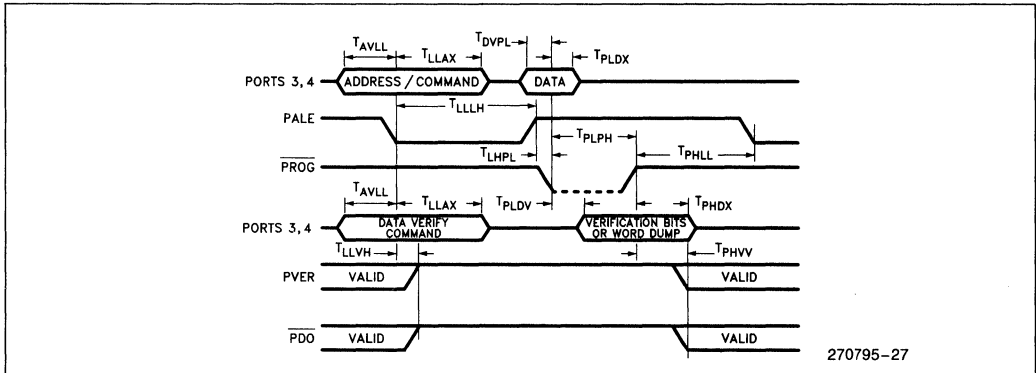 TAVLL TLLAX TDVPL TPLDX
PORTS 3, 4 ADDRESS / COMMAND DATA
TLLLH
PALE
TPLPH
TLHPL TPHLL
PROG
TAVLL TLLAX TPLDV TPHDX
PORTS 3, 4 DATA VERIFY COMMAND VERIFICATION BITS OR WORD DUMP
TLLVH TPHVV
PVER VALID VALID
PDO VALID VALID
270795-27